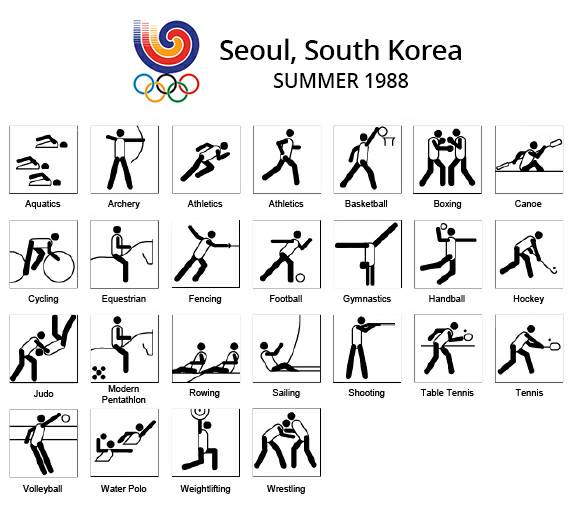 Seoul, South Korea
SUMMER 1988
Aquatics
Archery
Athletics
Athletics
Basketball
Boxing
Canoe
Cycling
Equestrian
Fencing
Football
Gymnastics
Handball
Hockey
Judo
Modern
Pentathlon
Rowing
Sailing
Shooting
Table Tennis
Tennis
Volleyball
Water Polo
Weightlifting
Wrestling